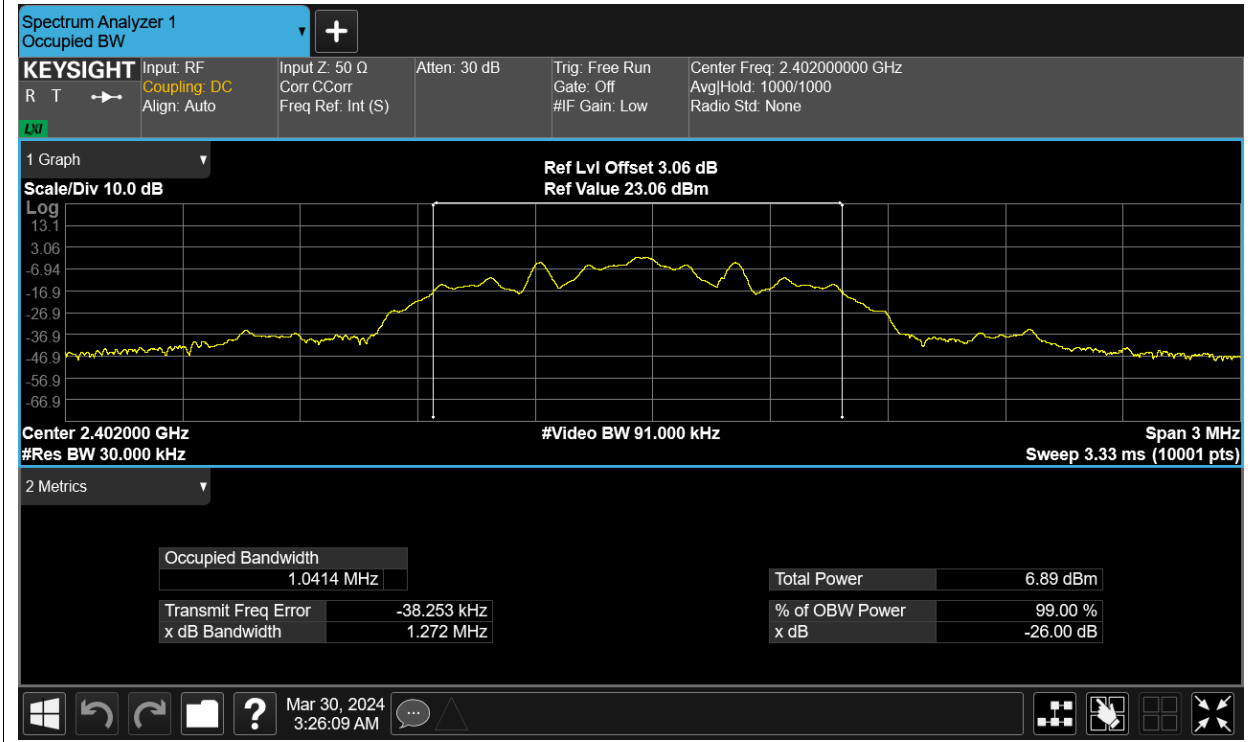 Spectrum Analyzer 1
Occupied BW
KEYSIGHT
R T
LXI
Input: RF
Coupling: DC
Align: Auto
Input Z: 50 Ω
Corr CCorr
Freq Ref: Int (S)
Atten: 30 dB
Trig: Free Run
Gate: Off
#IF Gain: Low
Center Freq: 2.402000000 GHz
Avg|Hold: 1000/1000
Radio Std: None
1 Graph
Scale/Div 10.0 dB
Ref Lvl Offset 3.06 dB
Ref Value 23.06 dBm
Log
13.1
3.06
-6.94
-16.9
-26.9
-36.9
-46.9
-56.9
-66.9
Center 2.402000 GHz
#Res BW 30.000 kHz
#Video BW 91.000 kHz
Span 3 MHz
Sweep 3.33 ms (10001 pts)
2 Metrics
Occupied Bandwidth
1.0414 MHz
Transmit Freq Error -38.253 kHz
x dB Bandwidth 1.272 MHz
Total Power 6.89 dBm
% of OBW Power 99.00 %
x dB -26.00 dB
?
Mar 30, 2024
3:26:09 AM